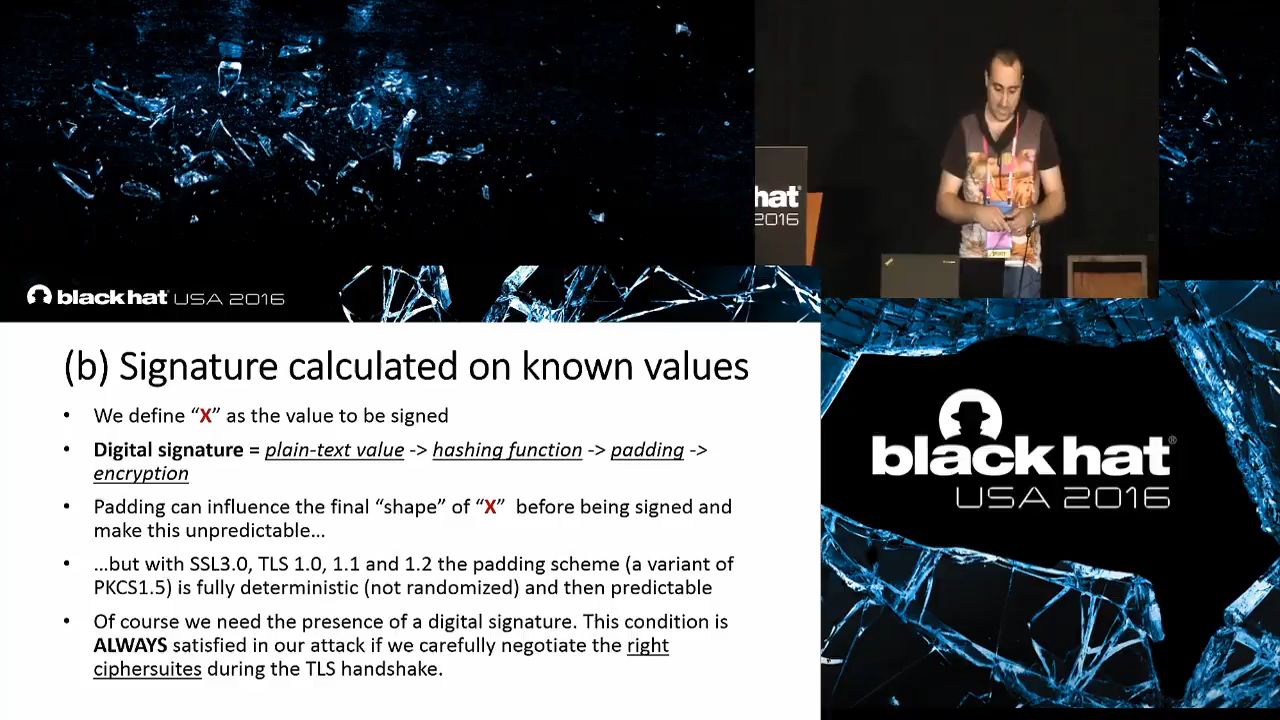 hat
2016
black hat USA 2016
(b) Signature calculated on known values
• We define “X” as the value to be signed
• Digital signature = plain-text value -> hashing function -> padding ->
encryption
• Padding can influence the final “shape” of “X” before being signed and
make this unpredictable…
• …but with SSL3.0, TLS 1.0, 1.1 and 1.2 the padding scheme (a variant of
PKCS1.5) is fully deterministic (not randomized) and then predictable
• Of course we need the presence of a digital signature. This condition is
ALWAYS satisfied in our attack if we carefully negotiate the right
ciphersuites during the TLS handshake.
black hat®
USA 2016